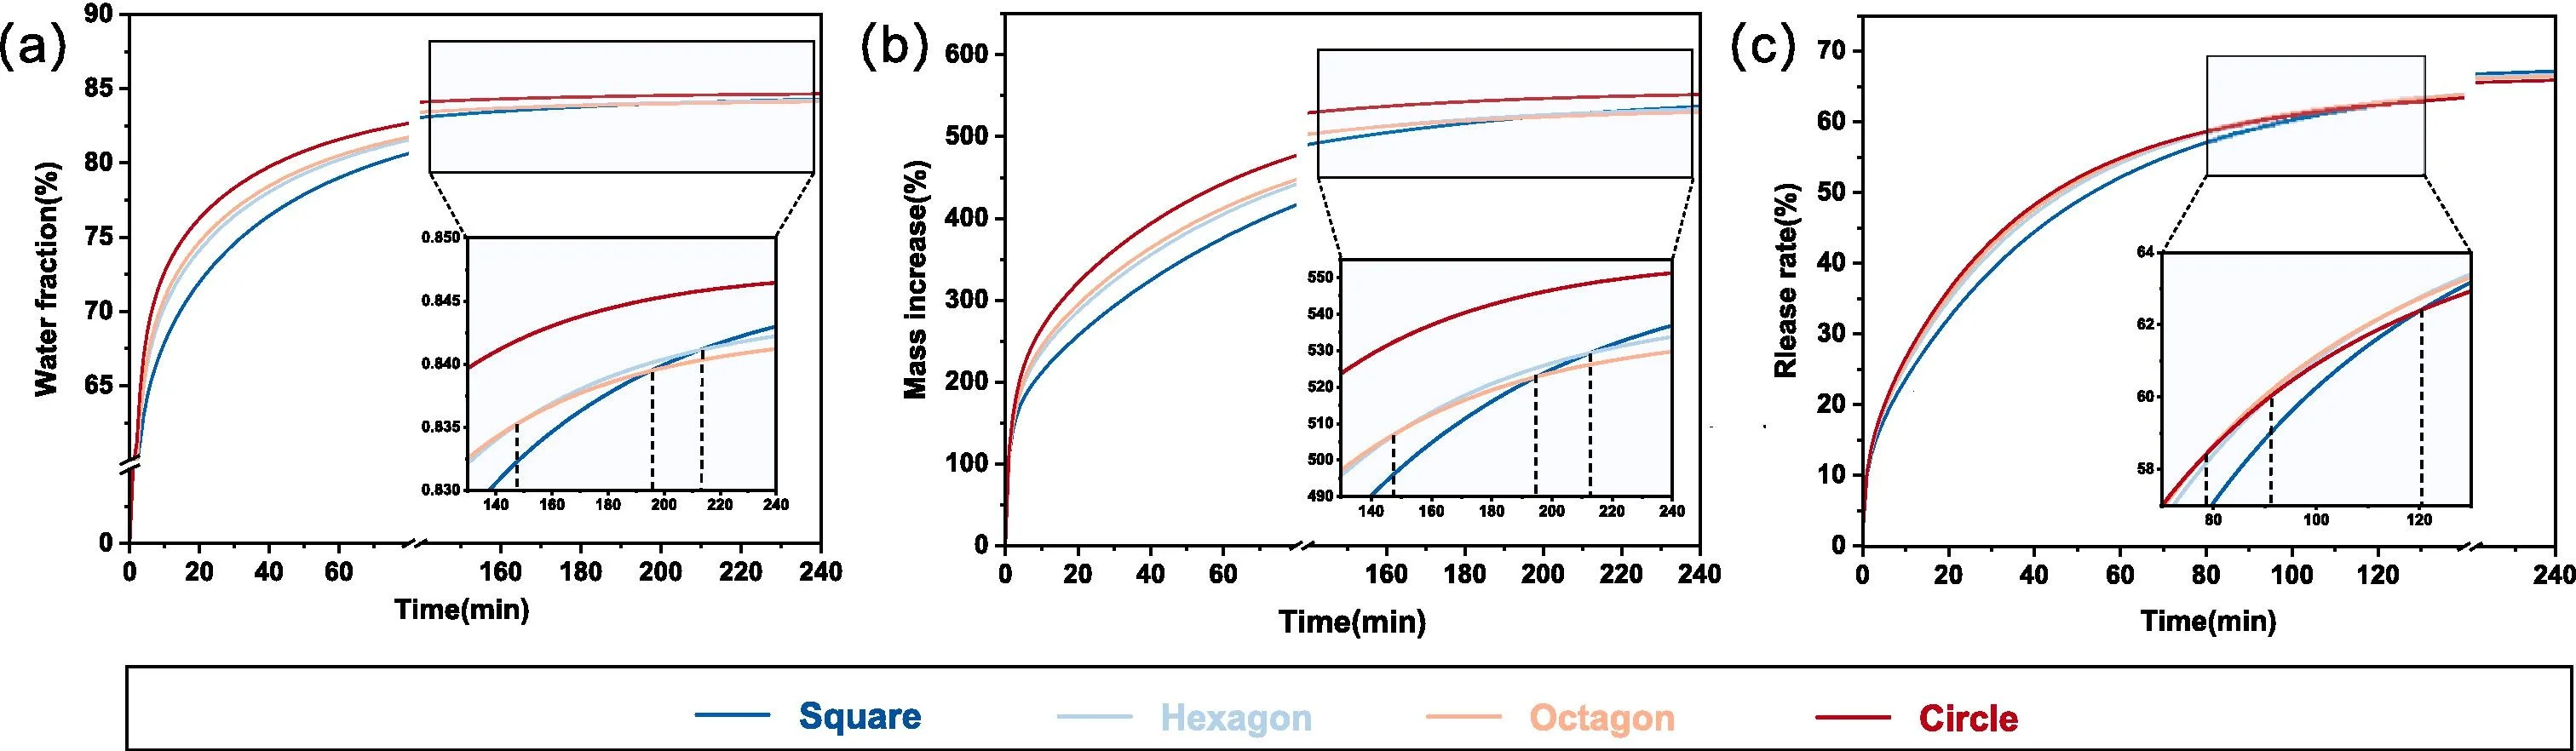 (a)
Water fraction(%)
90
85
80
75
70
65
0
0 20 40 60 160 180 200 220 240
Time(min)
0.850
0.845
0.840
0.835
0.830
140 160 180 200 220 240
(b)
Mass increase(%)
600
500
400
300
200
100
0
0 20 40 60 160 180 200 220 240
Time(min)
550
540
530
520
510
500
490
140 160 180 200 220 240
(c)
Rlease rate(%)
70
60
50
40
30
20
10
0
0 20 40 60 80 100 120 240
Time(min)
64
62
60
58
80 100 120
Square Hexagon Octagon Circle